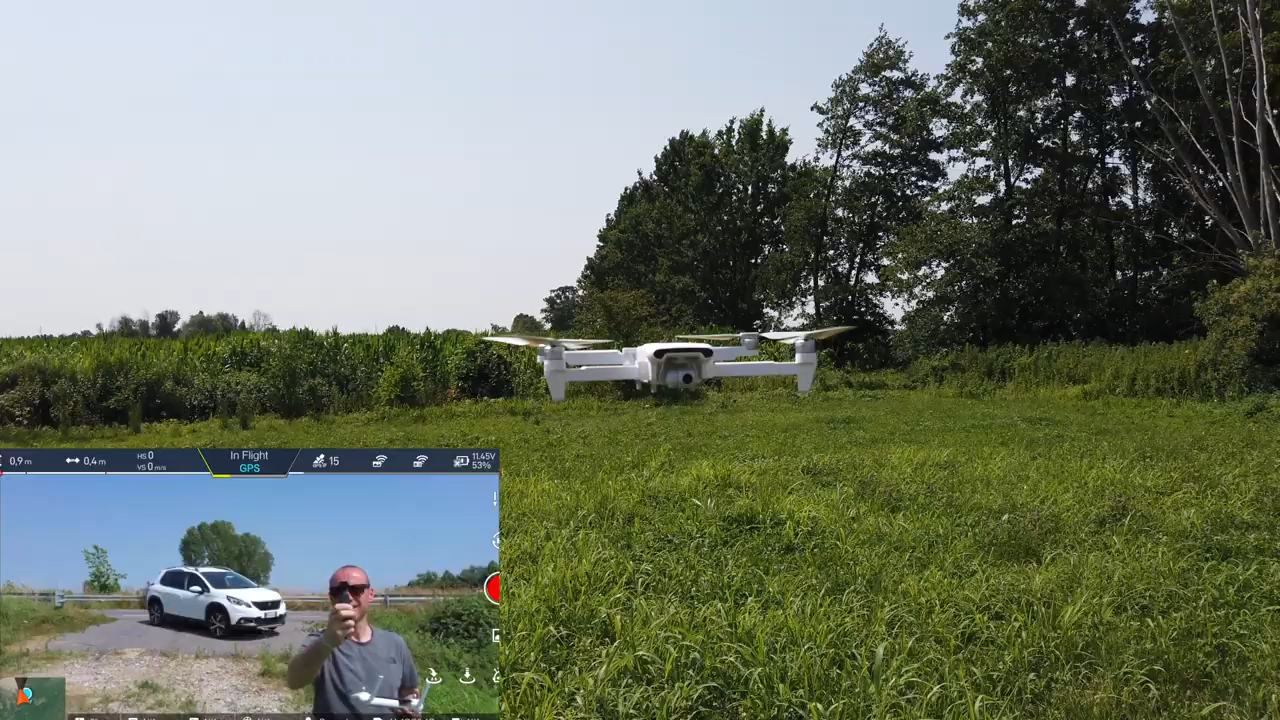 0,9 m
0,4 m
HS 0
VS 0 m/s
In Flight
GPS
15
11.45V
53%